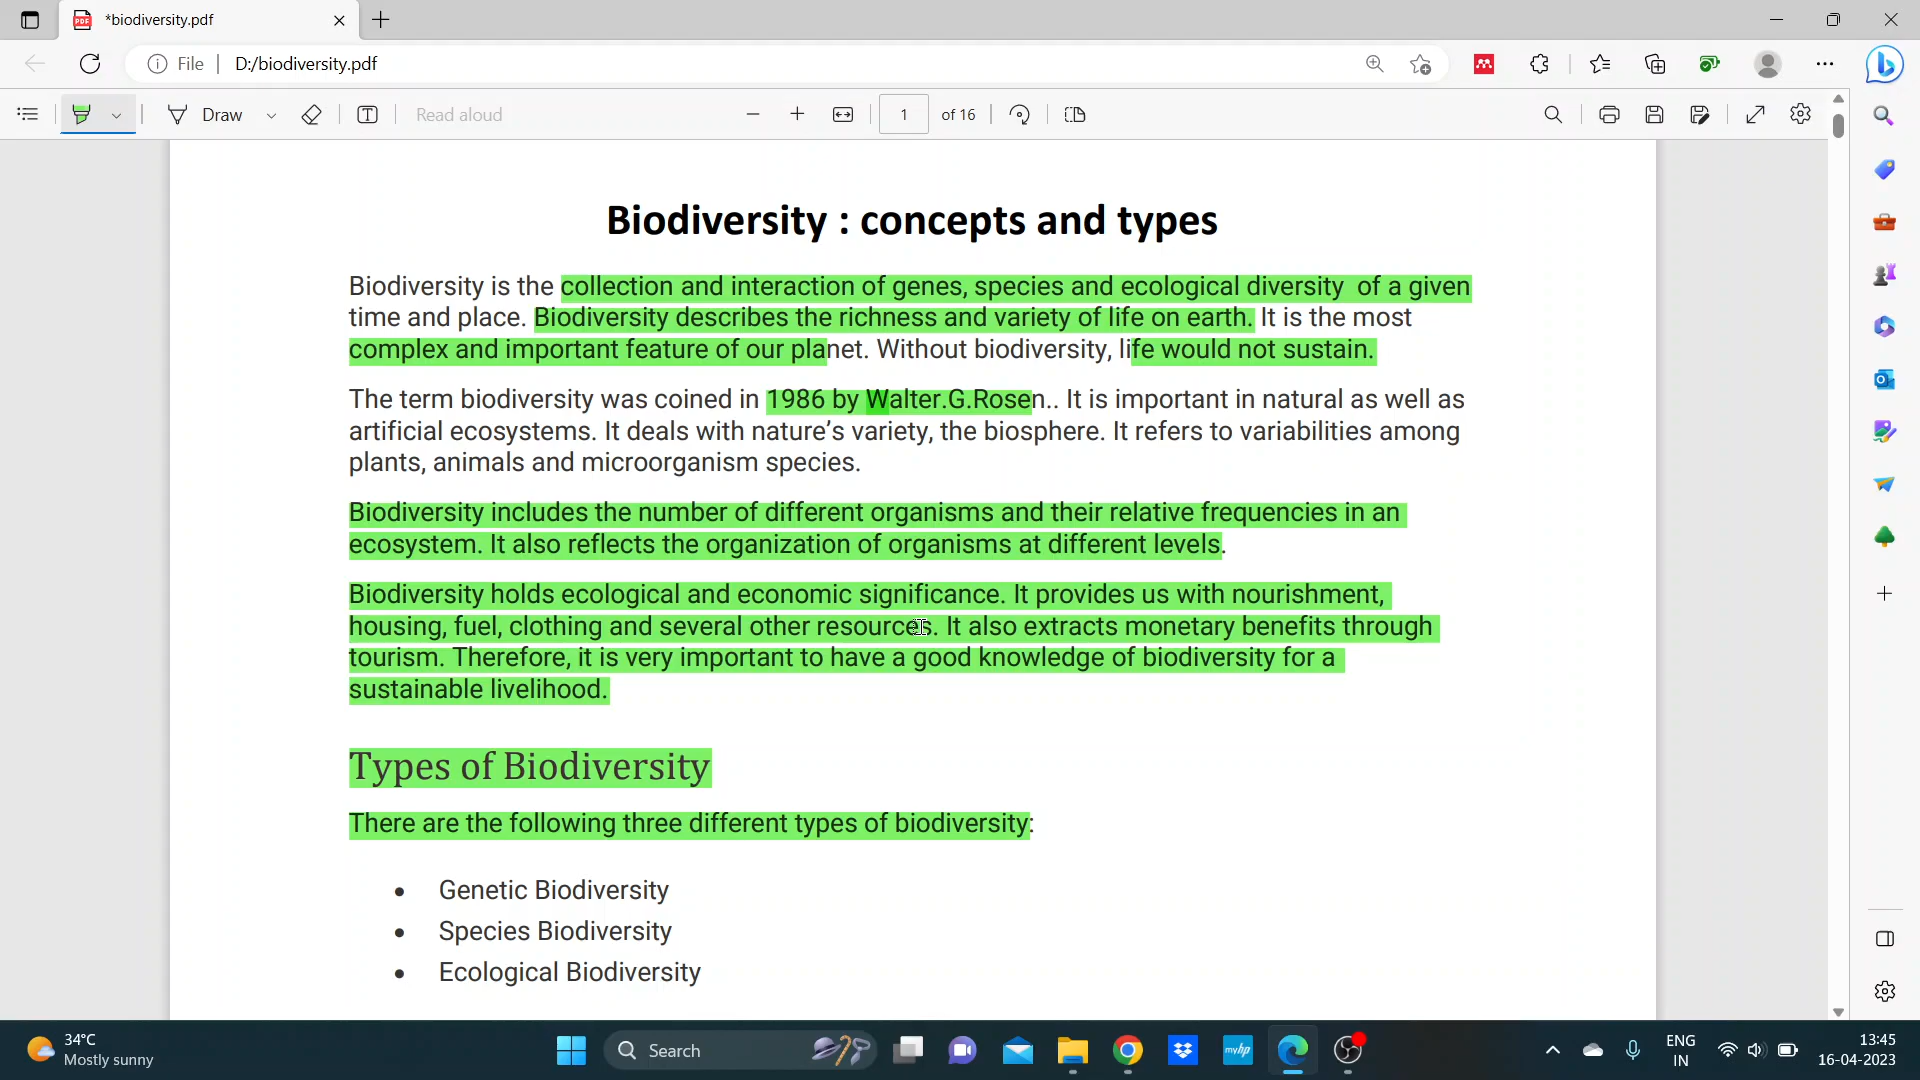 *biodiversity.pdf
File
D:/biodiversity.pdf
Draw
Read aloud
1 of 16
Biodiversity : concepts and types
Biodiversity is the collection and interaction of genes, species and ecological diversity of a given
time and place. Biodiversity describes the richness and variety of life on earth. It is the most
complex and important feature of our planet. Without biodiversity, life would not sustain.
The term biodiversity was coined in 1986 by Walter.G.Rosen.. It is important in natural as well as
artificial ecosystems. It deals with nature’s variety, the biosphere. It refers to variabilities among
plants, animals and microorganism species.
Biodiversity includes the number of different organisms and their relative frequencies in an
ecosystem. It also reflects the organization of organisms at different levels.
Biodiversity holds ecological and economic significance. It provides us with nourishment,
housing, fuel, clothing and several other resources. It also extracts monetary benefits through
tourism. Therefore, it is very important to have a good knowledge of biodiversity for a
sustainable livelihood.
Types of Biodiversity
There are the following three different types of biodiversity:
• Genetic Biodiversity
• Species Biodiversity
• Ecological Biodiversity
34°C
Mostly sunny
Search
myhp
ENG
IN
13:45
16-04-2023